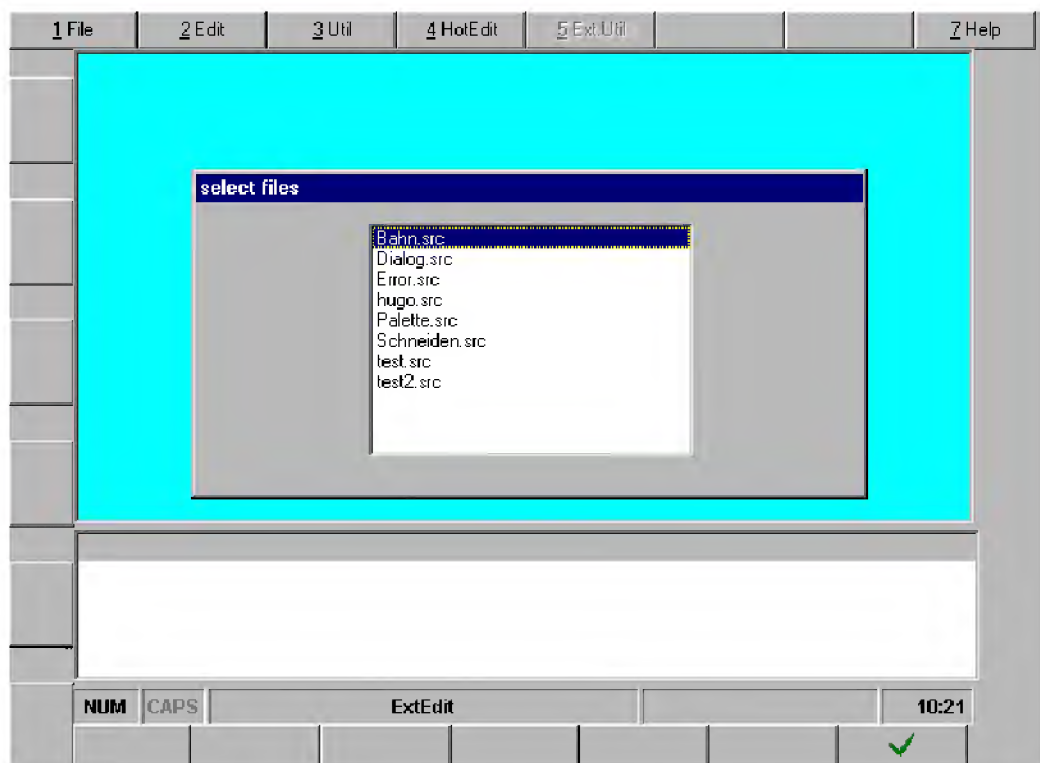 1 File 2 Edit 3 Util 4 HotEdit 5 Ext.Util 7 Help
select files
Bahn.src
Dialog.src
Error.src
hugo.src
Palette.src
Schneiden.src
test.src
test2.src
NUM CAPS ExtEdit 10:21